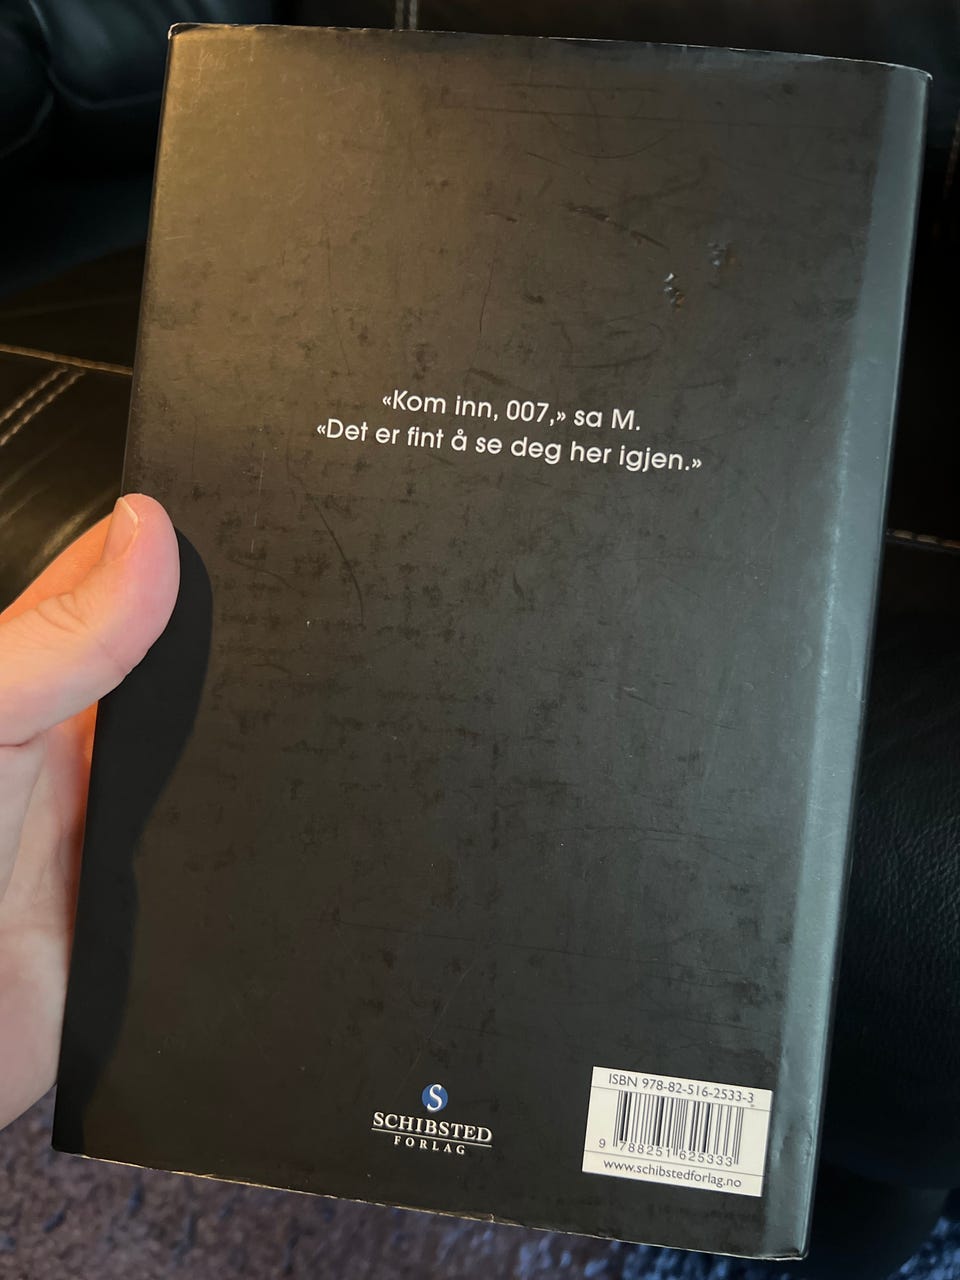 «Kom inn, 007,» sa M.
«Det er fint å se deg her igjen.»
S
SCHIBSTED
FORLAG
ISBN 978-82-516-2533-3
9 788251 625333
www.schibstedforlag.no